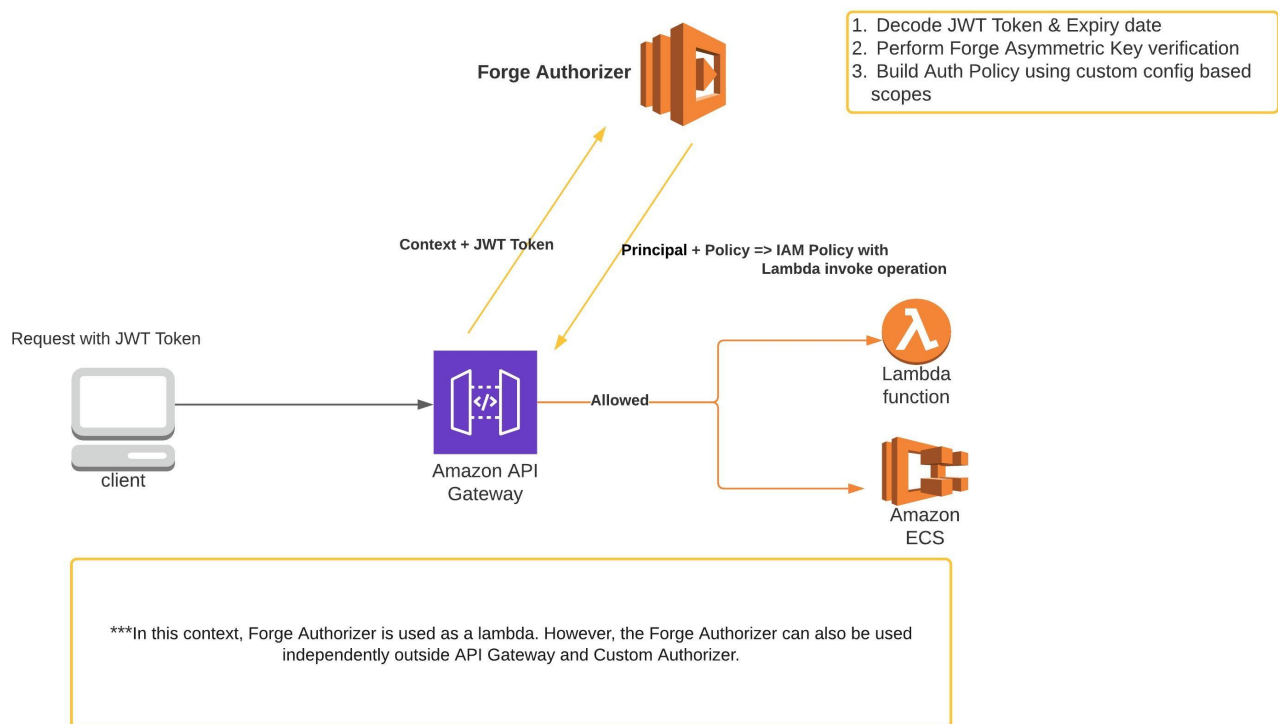 Forge Authorizer
1. Decode JWT Token & Expiry date
2. Perform Forge Asymmetric Key verification
3. Build Auth Policy using custom config based
scopes
Context + JWT Token
Principal + Policy => IAM Policy with
Lambda invoke operation
Request with JWT Token
client
</>
Amazon API
Gateway
Allowed
λ
Lambda
function
Amazon
ECS
***In this context, Forge Authorizer is used as a lambda. However, the Forge Authorizer can also be used
independently outside API Gateway and Custom Authorizer.